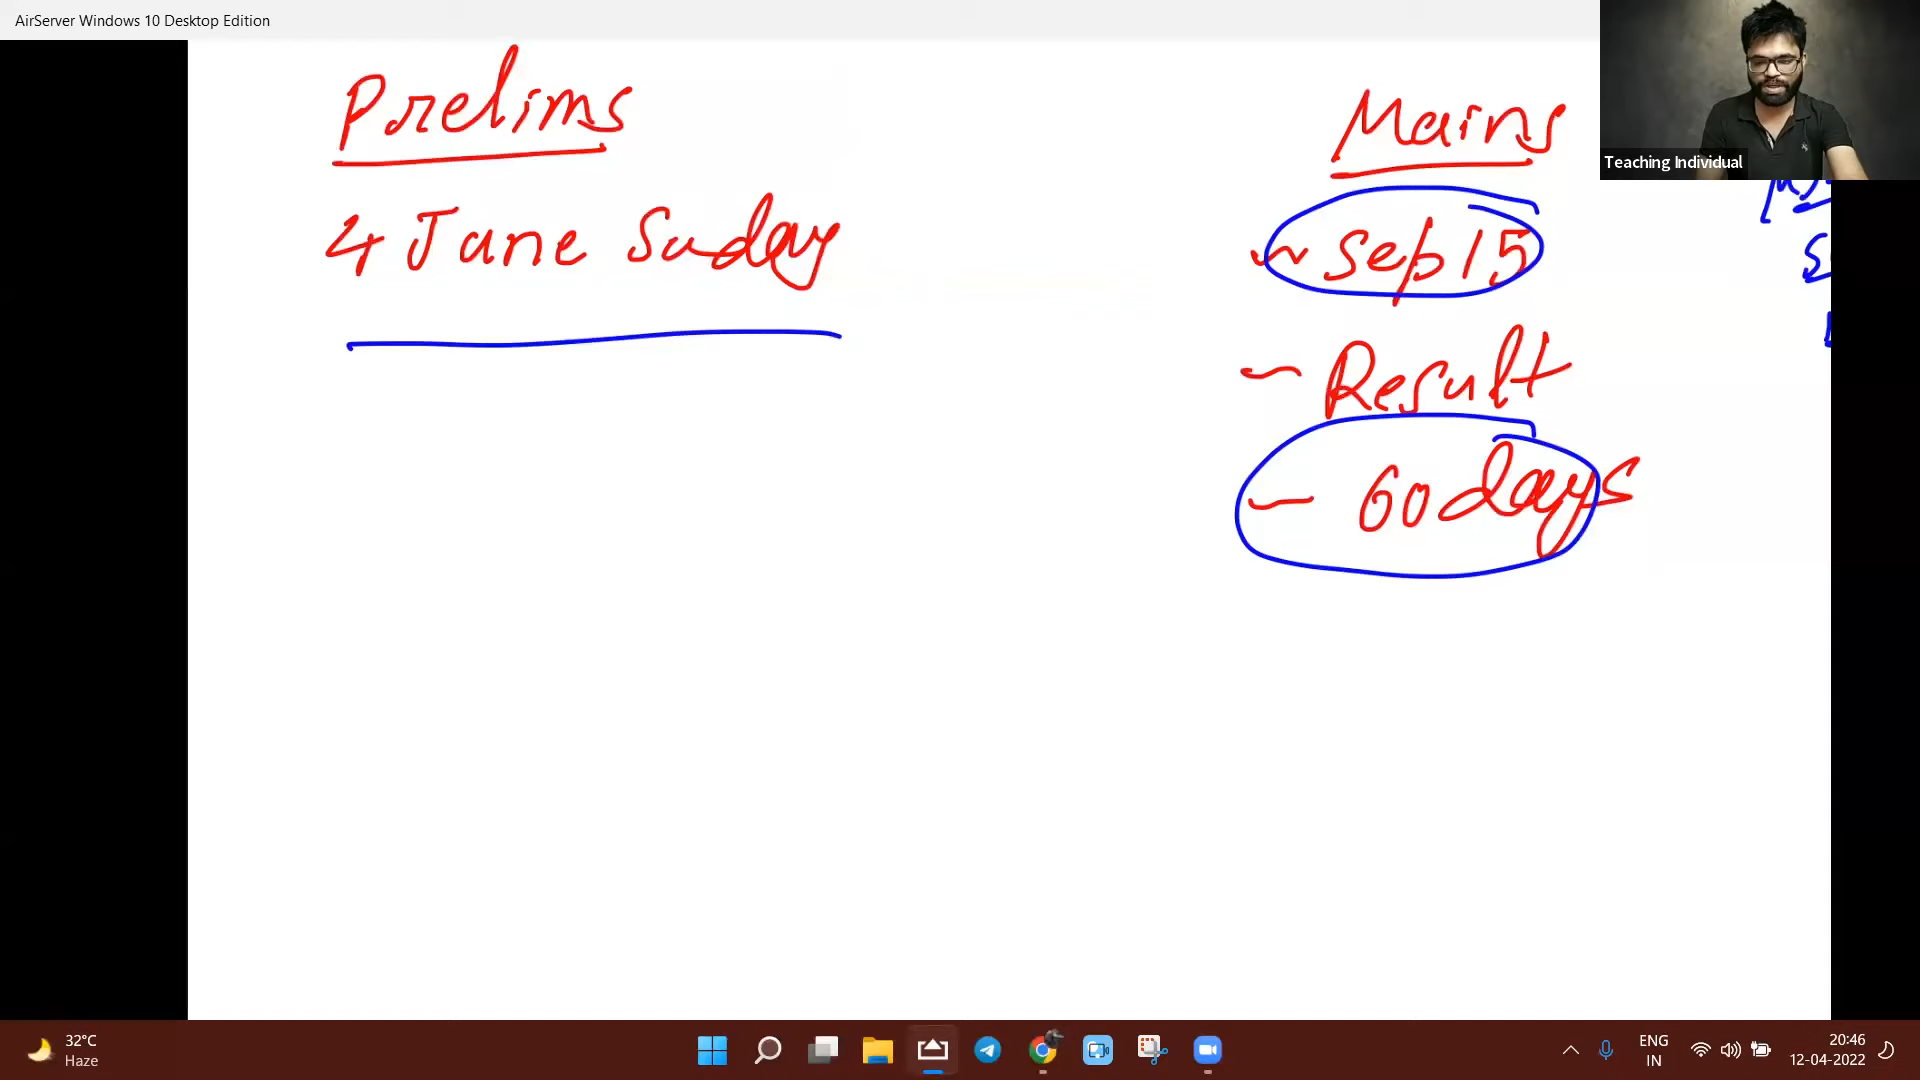 AirServer Windows 10 Desktop Edition
Prelims
4 June Suday
Mains
~ Sep 15
– Result
– 60 days
Teaching Individual
32°C
Haze
ENG
IN
20:46
12-04-2022